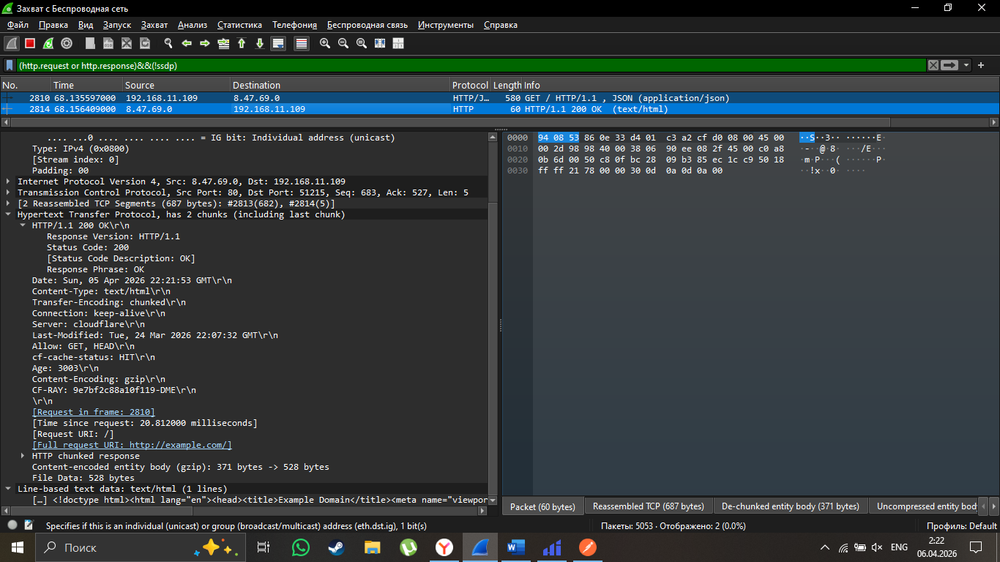 Захват с Беспроводная сеть
Файл Правка Вид Запуск Захват Анализ Статистика Телефония Беспроводная связь Инструменты Справка
(http.request or http.response)&&(!ssdp)
No. Time Source Destination Protocol Length Info
2810 68.135597000 192.168.11.109 8.47.69.0 HTTP/J… 580 GET / HTTP/1.1 , JSON (application/json)
2814 68.156409000 8.47.69.0 192.168.11.109 HTTP 60 HTTP/1.1 200 OK (text/html)
.... ...0 .... .... .... .... = IG bit: Individual address (unicast)
Type: IPv4 (0x0800)
[Stream index: 0]
Padding: 00
Internet Protocol Version 4, Src: 8.47.69.0, Dst: 192.168.11.109
Transmission Control Protocol, Src Port: 80, Dst Port: 51215, Seq: 683, Ack: 527, Len: 5
[2 Reassembled TCP Segments (687 bytes): #2813(682), #2814(5)]
Hypertext Transfer Protocol, has 2 chunks (including last chunk)
HTTP/1.1 200 OK\r\n
Response Version: HTTP/1.1
Status Code: 200
[Status Code Description: OK]
Response Phrase: OK
Date: Sun, 05 Apr 2026 22:21:53 GMT\r\n
Content-Type: text/html\r\n
Transfer-Encoding: chunked\r\n
Connection: keep-alive\r\n
Server: cloudflare\r\n
Last-Modified: Tue, 24 Mar 2026 22:07:32 GMT\r\n
Allow: GET, HEAD\r\n
cf-cache-status: HIT\r\n
Age: 3003\r\n
Content-Encoding: gzip\r\n
CF-RAY: 9e7bf2c88a10f119-DME\r\n
\r\n
[Request in frame: 2810]
[Time since request: 20.812000 milliseconds]
[Request URI: /]
[Full request URI: http://example.com/]
HTTP chunked response
Content-encoded entity body (gzip): 371 bytes -> 528 bytes
File Data: 528 bytes
Line-based text data: text/html (1 lines)
[…] <!doctype html><html lang="en"><head><title>Example Domain</title><meta name="viewpor
0000 94 08 53 86 0e 33 d4 01 c3 a2 cf d0 08 00 45 00 ··S··3·· ······E·
0010 00 2d 98 98 40 00 38 06 90 ee 08 2f 45 00 c0 a8 ·-··@·8· ···/E···
0020 0b 6d 00 50 c8 0f bc 28 09 b3 85 ec 1c c9 50 18 ·m·P···( ······P·
0030 ff ff 21 78 00 00 30 0d 0a 0d 0a 00 ··!x··0· ····
Packet (60 bytes) Reassembled TCP (687 bytes) De-chunked entity body (371 bytes) Uncompressed entity body
Specifies if this is an individual (unicast) or group (broadcast/multicast) address (eth.dst.ig), 1 bit(s) Пакеты: 5053 · Отображено: 2 (0.0%) Профиль: Default
Поиск
ENG
2:22
06.04.2026